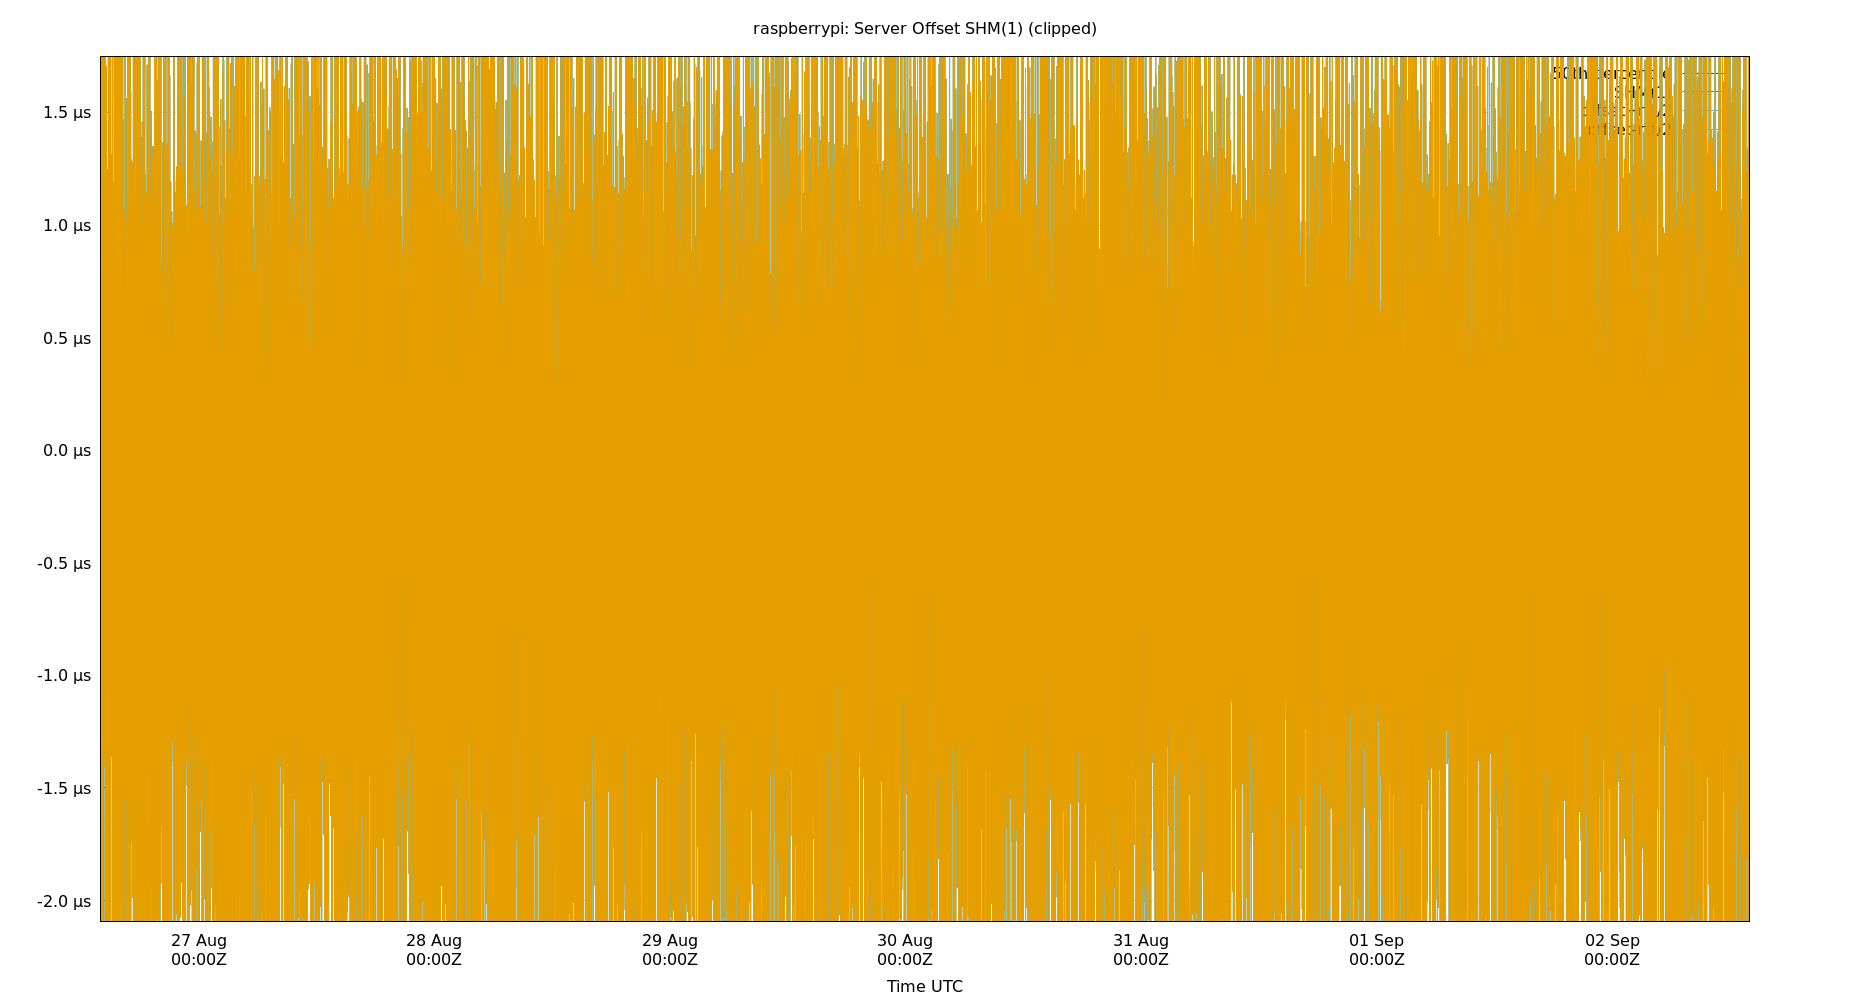 raspberrypi: Server Offset SHM(1) (clipped)
50th percentile
1.5 µs
1.0 µs
0.5 µs
0.0 µs
-0.5 µs
-1.0 µs
-1.5 µs
-2.0 µs
27 Aug 28 Aug 29 Aug 30 Aug 31 Aug 01 Sep 02 Sep
00:00Z 00:00Z 00:00Z 00:00Z 00:00Z 00:00Z 00:00Z
Time UTC